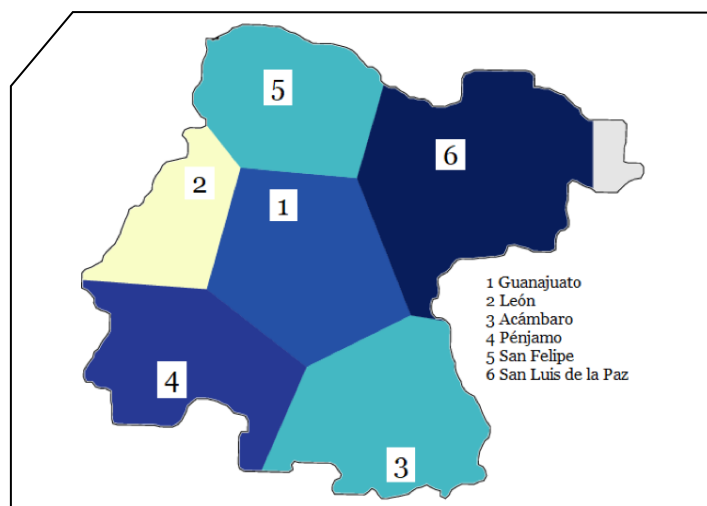 5
6
2
1
4
3
1 Guanajuato
2 León
3 Acámbaro
4 Pénjamo
5 San Felipe
6 San Luis de la Paz